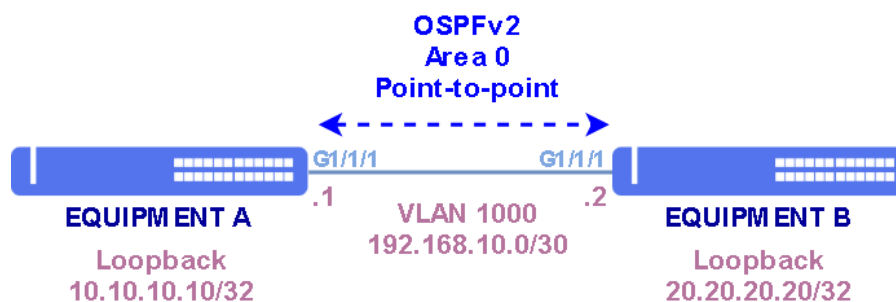 OSPFv2
Area 0
Point-to-point
G1/1/1
G1/1/1
.1
.2
EQUIPMENT A
VLAN 1000
EQUIPMENT B
192.168.10.0/30
Loopback
10.10.10.10/32
Loopback
20.20.20.20/32